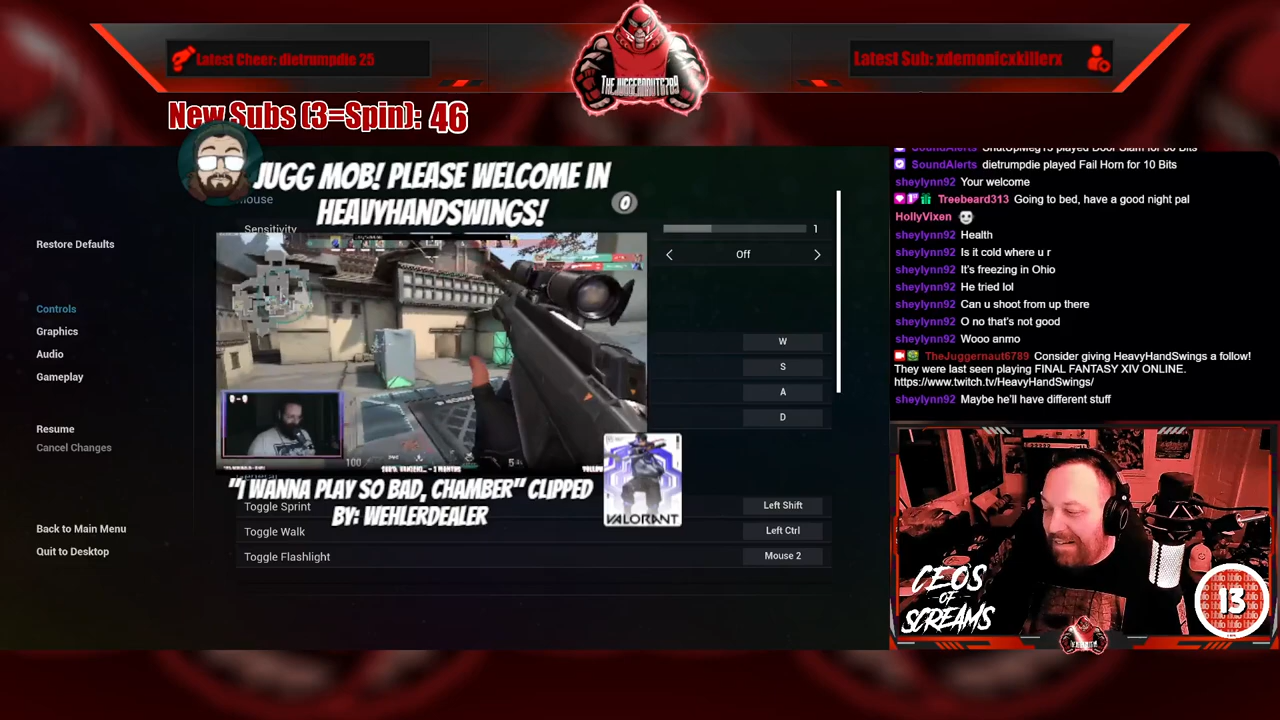 Latest Cheer: dietrumpdie 25
THEJUGGERNAUT6789
Latest Sub: xdemonicxkillerx
New Subs (3=Spin): 46
JUGG MOB! PLEASE WELCOME IN
HEAVYHANDSWINGS!
0
ouse
Sensitivity
1
Off
Restore Defaults
Controls
Graphics
Audio
Gameplay
Resume
Cancel Changes
Back to Main Menu
Quit to Desktop
W
S
A
D
100
"I WANNA PLAY SO BAD, CHAMBER" CLIPPED
BY: WEHLERDEALER
VALORANT
Toggle Sprint
Left Shift
Toggle Walk
Left Ctrl
Toggle Flashlight
Mouse 2
SoundAlerts dietrumpdie played Fail Horn for 10 Bits
sheylynn92 Your welcome
Treebeard313 Going to bed, have a good night pal
HollyVixen
sheylynn92 Health
sheylynn92 Is it cold where u r
sheylynn92 It's freezing in Ohio
sheylynn92 He tried lol
sheylynn92 Can u shoot from up there
sheylynn92 O no that's not good
sheylynn92 Wooo anmo
TheJuggernaut6789 Consider giving HeavyHandSwings a follow!
They were last seen playing FINAL FANTASY XIV ONLINE.
https://www.twitch.tv/HeavyHandSwings/
sheylynn92 Maybe he'll have different stuff
CEOS
OF
SCREAMS
13